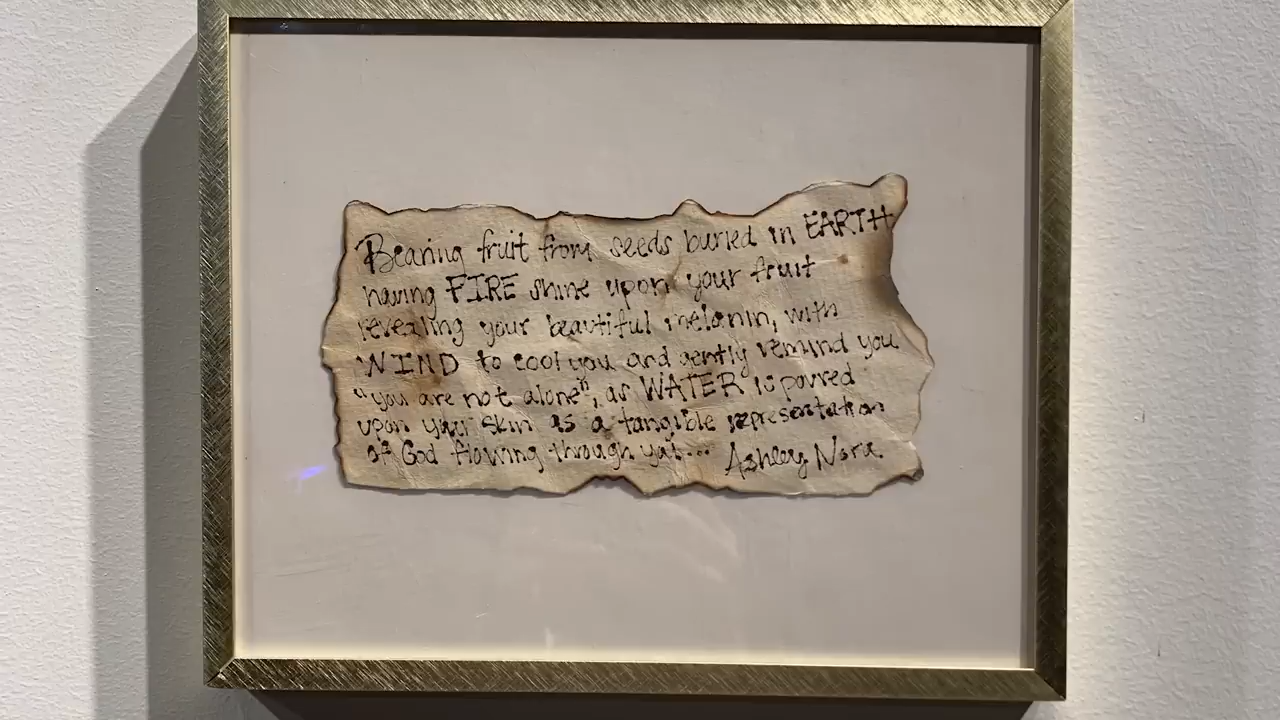 Bearing fruit from seeds buried in EARTH
having FIRE shine upon your fruit
revealing your beautiful melanin, with
WIND to cool you and gently remind you
"you are not alone", as WATER is poured
upon your skin as a tangible representation
of God flowing through you... Ashley Nora.